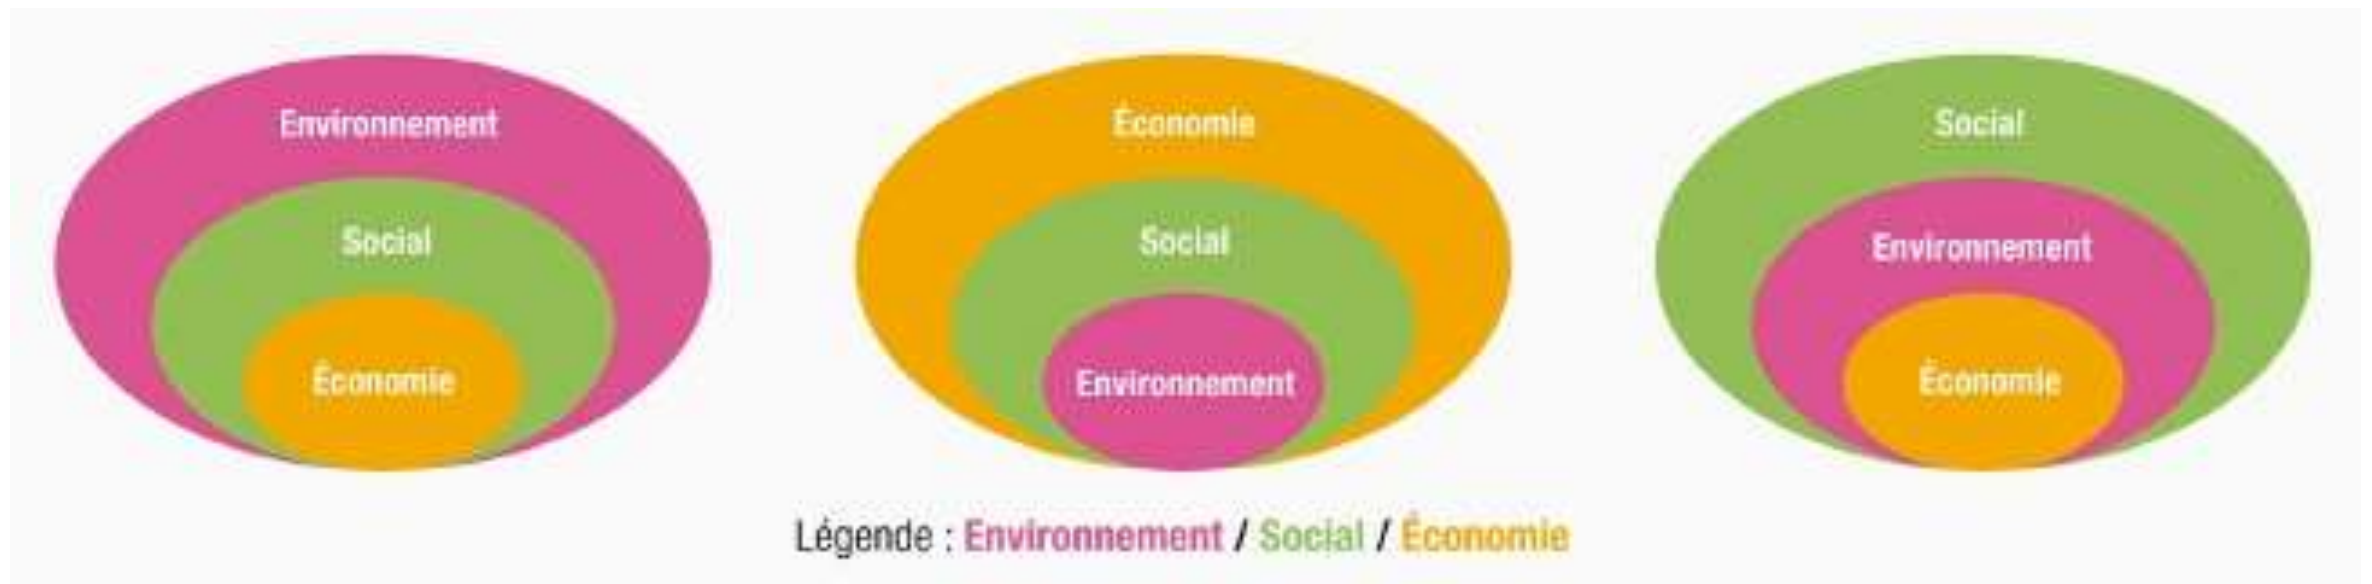 Environnement
Social
Économie
Économie
Social
Environnement
Social
Environnement
Économie
Légende : Environnement / Social / Économie